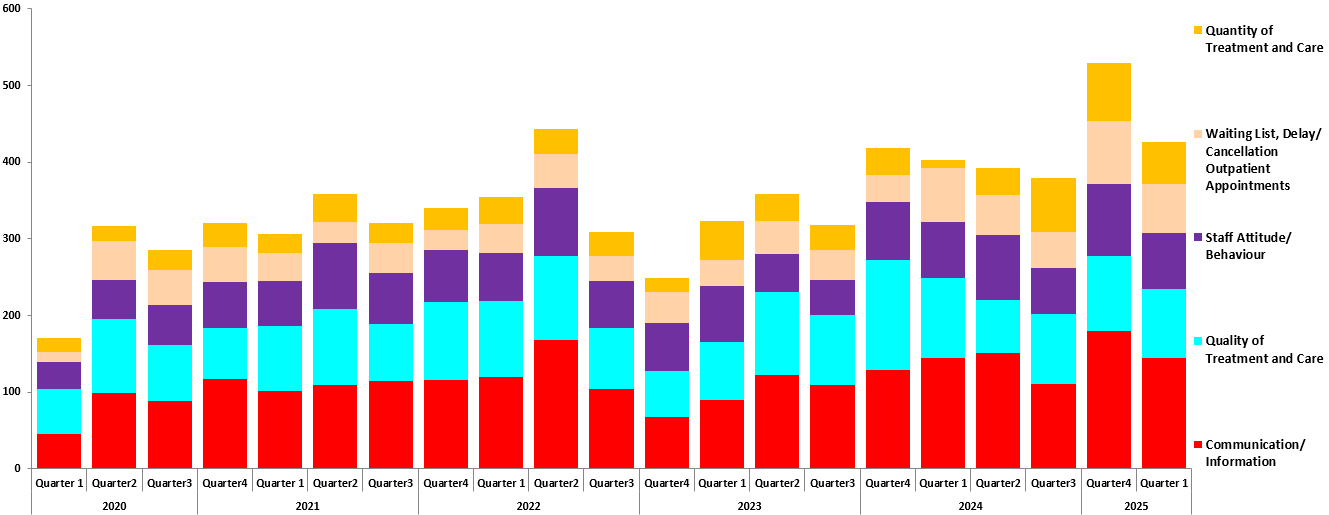 600
500
400
300
200
100
0
Quantity of
Treatment and Care
Waiting List, Delay/
Cancellation
Outpatient
Appointments
Staff Attitude/
Behaviour
Quality of
Treatment and Care
Communication/
Information
Quarter 1 Quarter2 Quarter3 Quarter4 Quarter 1 Quarter2 Quarter3 Quarter4 Quarter 1 Quarter2 Quarter3 Quarter4 Quarter 1 Quarter2 Quarter3 Quarter4 Quarter 1 Quarter2 Quarter3 Quarter4 Quarter 1
2020 2021 2022 2023 2024 2025